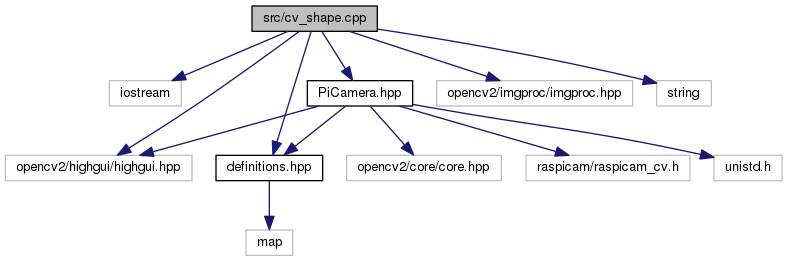 src/cv_shape.cpp
iostream
PiCamera.hpp
opencv2/imgproc/imgproc.hpp
string
opencv2/highgui/highgui.hpp
definitions.hpp
opencv2/core/core.hpp
raspicam/raspicam_cv.h
unistd.h
map